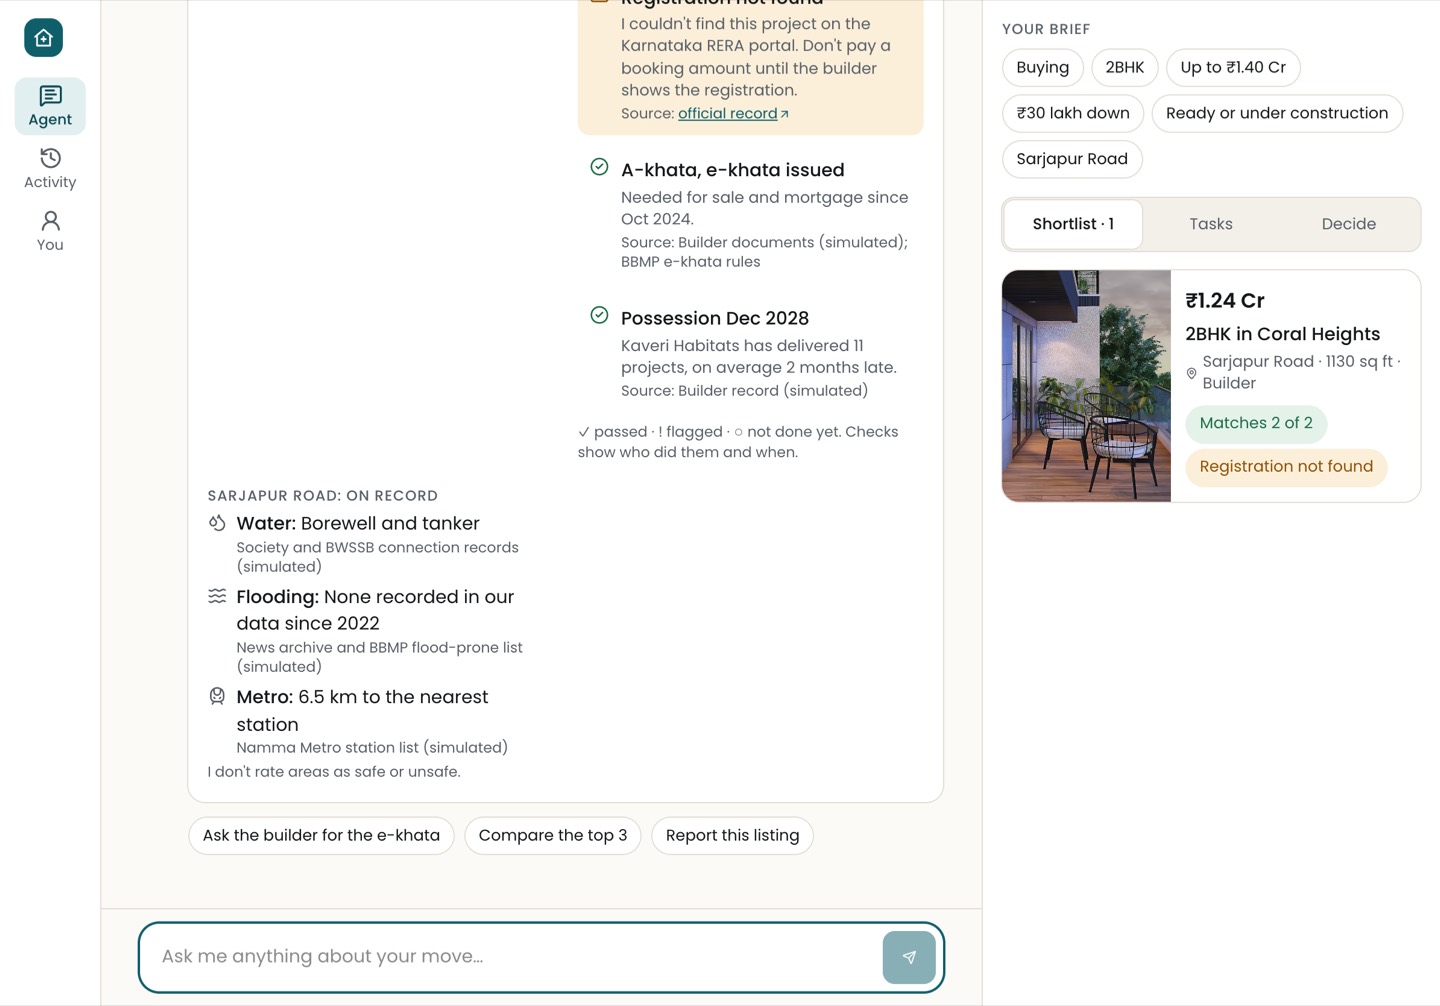 Agent
Activity
You
Registration not found
I couldn't find this project on the
Karnataka RERA portal. Don't pay a
booking amount until the builder
shows the registration.
Source: official record↗
A-khata, e-khata issued
Needed for sale and mortgage since
Oct 2024.
Source: Builder documents (simulated);
BBMP e-khata rules
Possession Dec 2028
Kaveri Habitats has delivered 11
projects, on average 2 months late.
Source: Builder record (simulated)
✓ passed · ! flagged · ○ not done yet. Checks
show who did them and when.
SARJAPUR ROAD: ON RECORD
Water: Borewell and tanker
Society and BWSSB connection records
(simulated)
Flooding: None recorded in our
data since 2022
News archive and BBMP flood-prone list
(simulated)
Metro: 6.5 km to the nearest
station
Namma Metro station list (simulated)
I don't rate areas as safe or unsafe.
Ask the builder for the e-khata
Compare the top 3
Report this listing
Ask me anything about your move...
YOUR BRIEF
Buying
2BHK
Up to ₹1.40 Cr
₹30 lakh down
Ready or under construction
Sarjapur Road
Shortlist · 1
Tasks
Decide
₹1.24 Cr
2BHK in Coral Heights
Sarjapur Road · 1130 sq ft ·
Builder
Matches 2 of 2
Registration not found